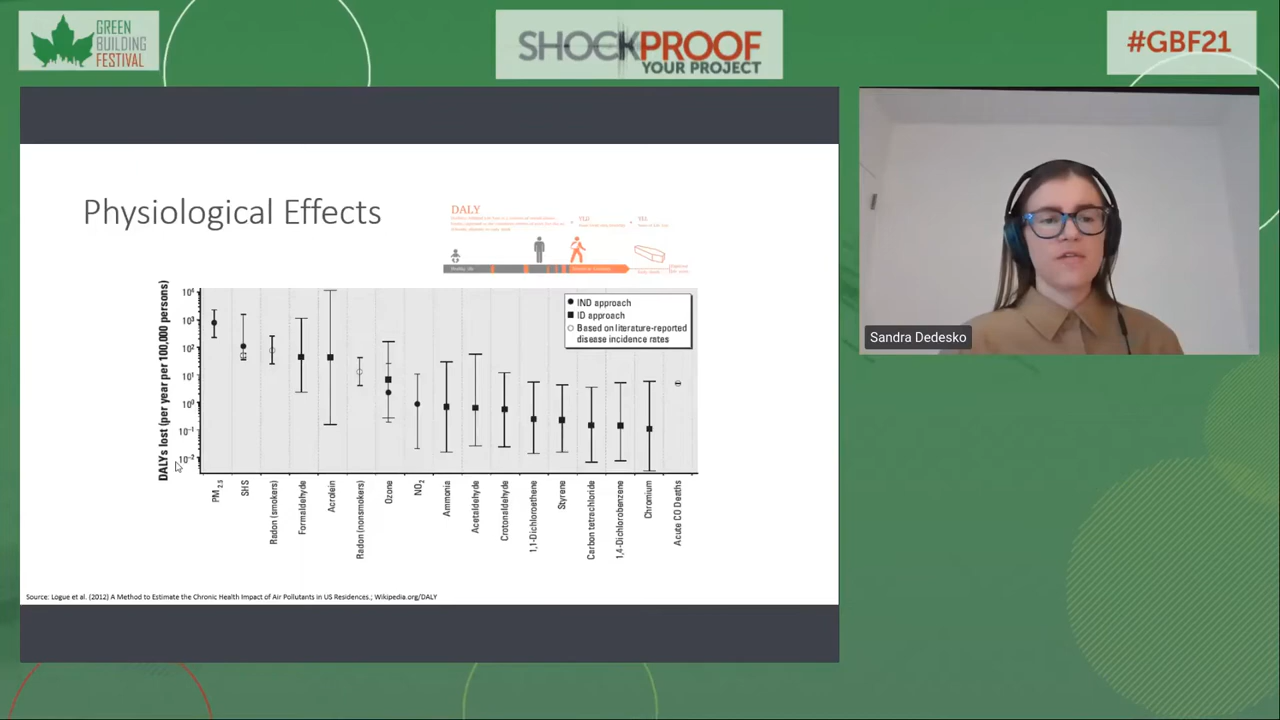 GREEN
BUILDING
FESTIVAL
SHOCKPROOF
YOUR PROJECT
#GBF21
Physiological Effects
DALY
YLD
YLL
Healthy life
IND approach
ID approach
Based on literature-reported
disease incidence rates
DALYs lost (per year per 100,000 persons)
10⁴
10³
10²
10¹
10⁰
10⁻¹
10⁻²
PM 2.5
SHS
Radon (smokers)
Formaldehyde
Acrolein
Radon (nonsmokers)
Ozone
NO₂
Ammonia
Acetaldehyde
Crotonaldehyde
1,1-Dichloroethene
Styrene
Carbon tetrachloride
1,4-Dichlorobenzene
Chromium
Acute CO Deaths
Source: Logue et al. (2012) A Method to Estimate the Chronic Health Impact of Air Pollutants in US Residences.; Wikipedia.org/DALY
Sandra Dedesko